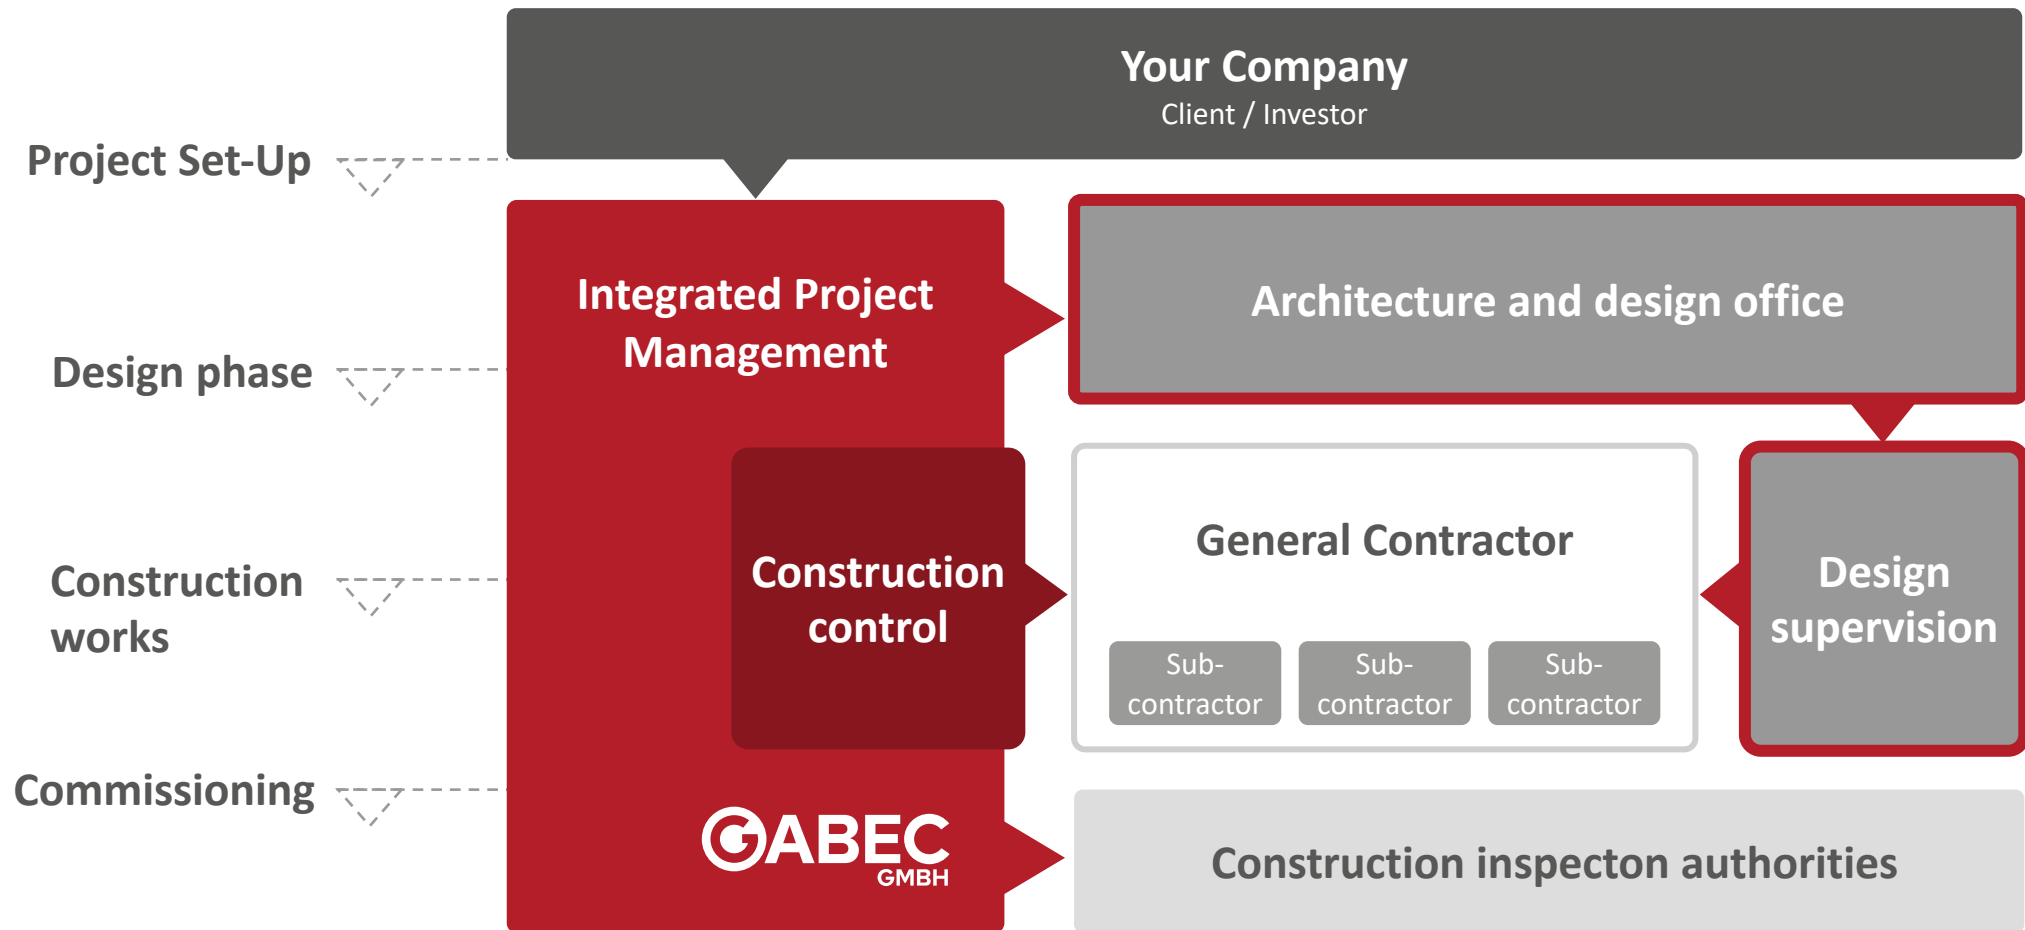 Your Company
Client / Investor
Project Set-Up
Integrated Project
Management
Architecture and design office
Design phase
Construction
control
General Contractor
Design
supervision
Construction
works
Sub-
contractor
Sub-
contractor
Sub-
contractor
Commissioning
GABEC
GMBH
Construction inspecton authorities